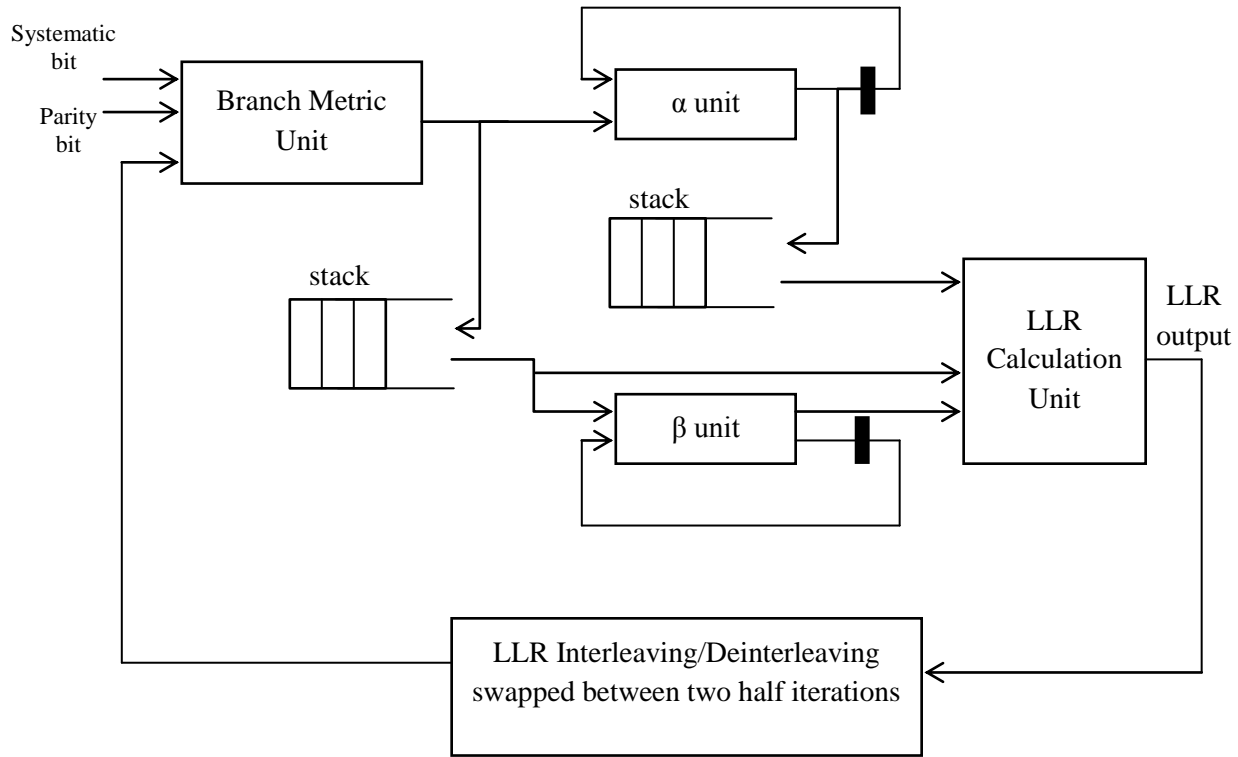 Systematic
bit
Parity
bit
Branch Metric
Unit
α unit
stack
stack
β unit
LLR
Calculation
Unit
LLR
output
LLR Interleaving/Deinterleaving
swapped between two half iterations